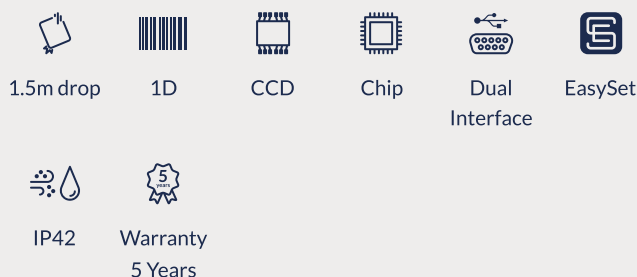 1.5m drop
1D
CCD
Chip
Dual
Interface
EasySet
5
years
IP42
Warranty
5 Years